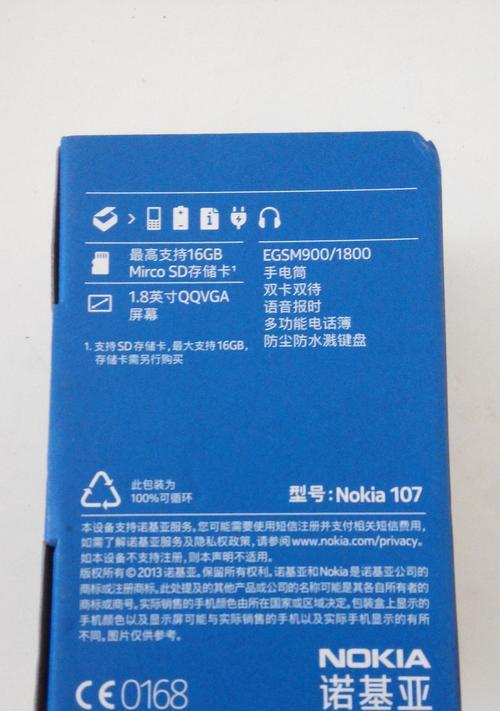 最高支持16GB
Mirco SD存储卡¹
1.8英寸QQVGA
屏幕
1. 支持SD存储卡，最大支持16GB，
存储卡需另行购买
EGSM900/1800
手电筒
双卡双待
语音报时
多功能电话簿
防尘防水溅键盘
此包装为
100%可循环
型号：Nokia 107
本设备支持诺基亚服务。您可能需要使用短信注册并支付相关短信费用，
如需了解诺基亚服务及隐私权政策，请参阅www.nokia.com/privacy。
如本设备不支持注册，则本声明不适用。
版权所有©2013诺基亚。保留所有权利。诺基亚和Nokia是诺基亚公司的
商标或注册商标。此处提及的其他产品或公司的名称可能是其各自所有者的
商标或商号。实际销售的手机颜色由所在国家或区域决定。包装盒上显示的
手机颜色以及显示屏可能与实际销售的手机以及实际手机显示的有所
不同。图片仅供参考。
CE0168
NOKIA
诺基亚